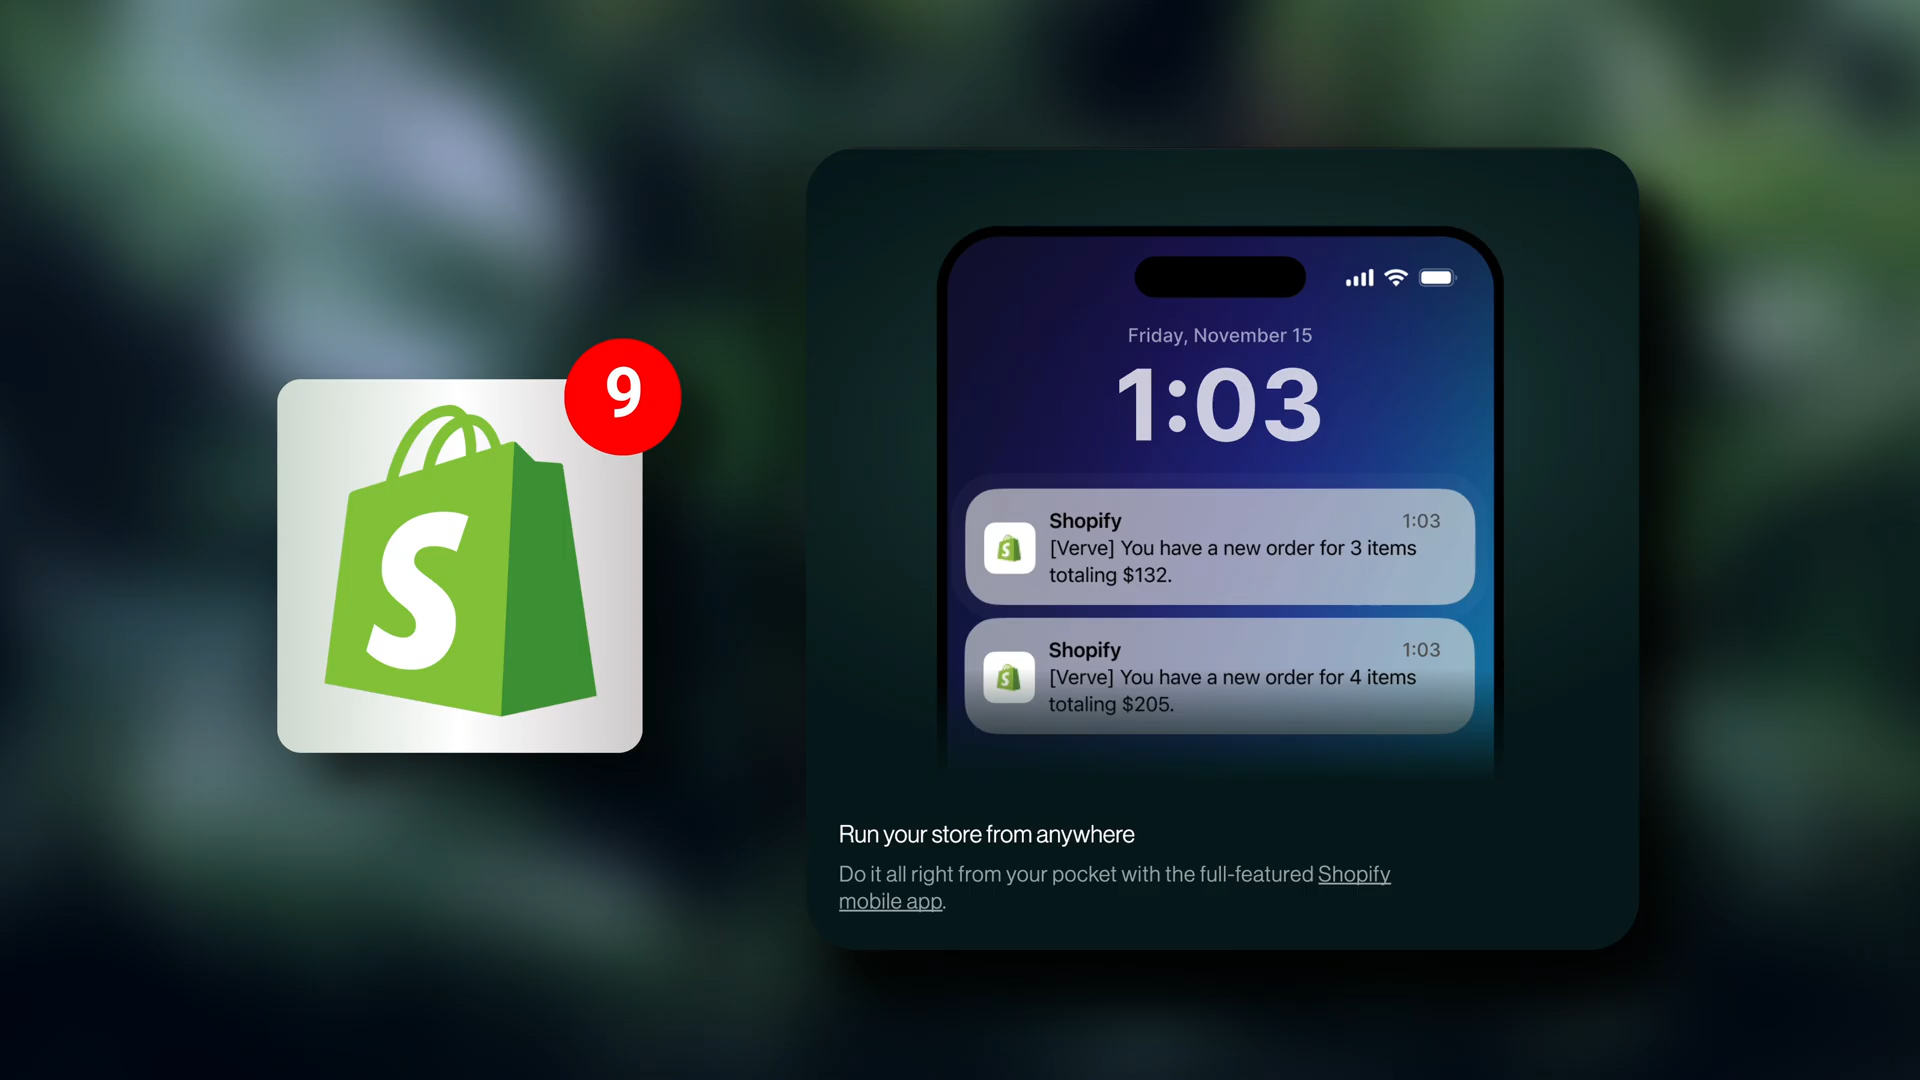 9
S
Friday, November 15
1:03
Shopify 1:03
[Verve] You have a new order for 3 items
totaling $132.
Shopify 1:03
[Verve] You have a new order for 4 items
totaling $205.
Run your store from anywhere
Do it all right from your pocket with the full-featured Shopify
mobile app.